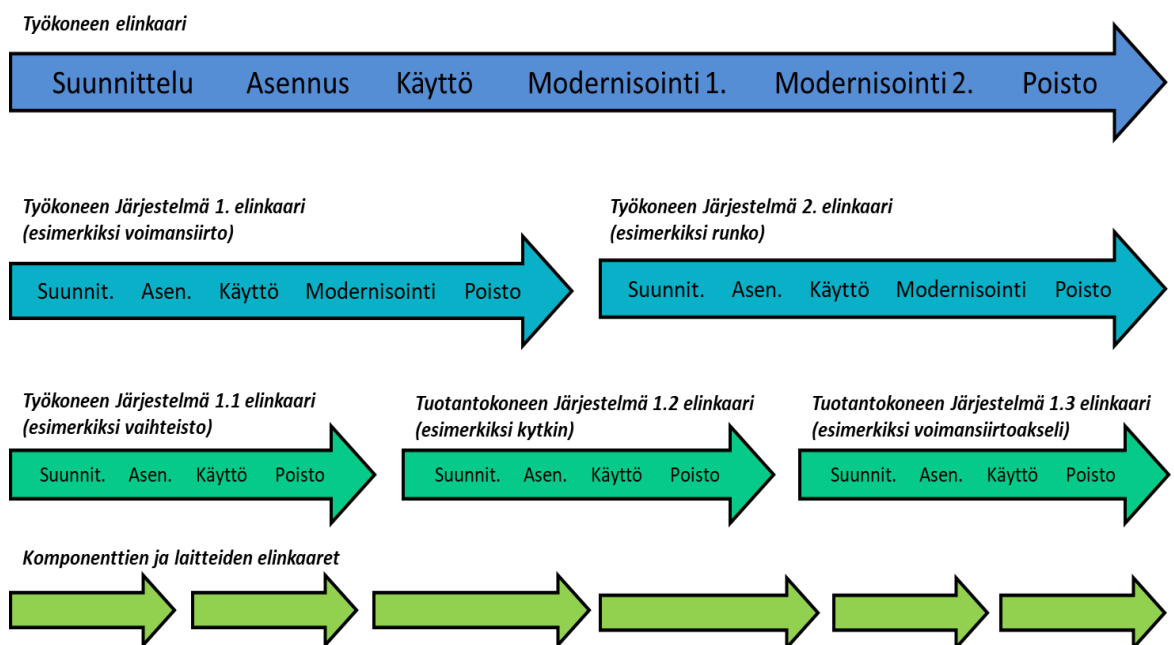 Työkoneen elinkaari
Suunnittelu Asennus Käyttö Modernisointi 1. Modernisointi 2. Poisto
Työkoneen Järjestelmä 1. elinkaari
(esimerkiksi voimansiirto)
Työkoneen Järjestelmä 2. elinkaari
(esimerkiksi runko)
Suunnit. Asen. Käyttö Modernisointi Poisto
Suunnit. Asen. Käyttö Modernisointi Poisto
Työkoneen Järjestelmä 1.1 elinkaari
(esimerkiksi vaihteisto)
Tuotantokoneen Järjestelmä 1.2 elinkaari
(esimerkiksi kytkin)
Tuotantokoneen Järjestelmä 1.3 elinkaari
(esimerkiksi voimansiirtoakseli)
Suunnit. Asen. Käyttö Poisto
Suunnit. Asen. Käyttö Poisto
Suunnit. Asen. Käyttö Poisto
Komponenttien ja laitteiden elinkaaret